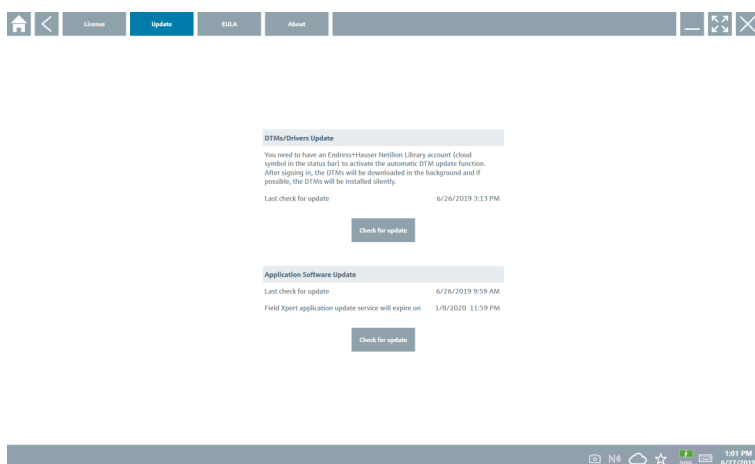 License Update EULA About
DTMs/Drivers Update
You need to have an Endress+Hauser Netilion Library account (cloud
symbol in the status bar) to activate the automatic DTM update function.
After signing in, the DTMs will be downloaded in the background and if
possible, the DTMs will be installed silently.
Last check for update 6/26/2019 3:13 PM
Check for update
Application Software Update
Last check for update 6/26/2019 9:59 AM
Field Xpert application update service will expire on 1/8/2020 11:59 PM
Check for update
1:01 PM
6/27/2019